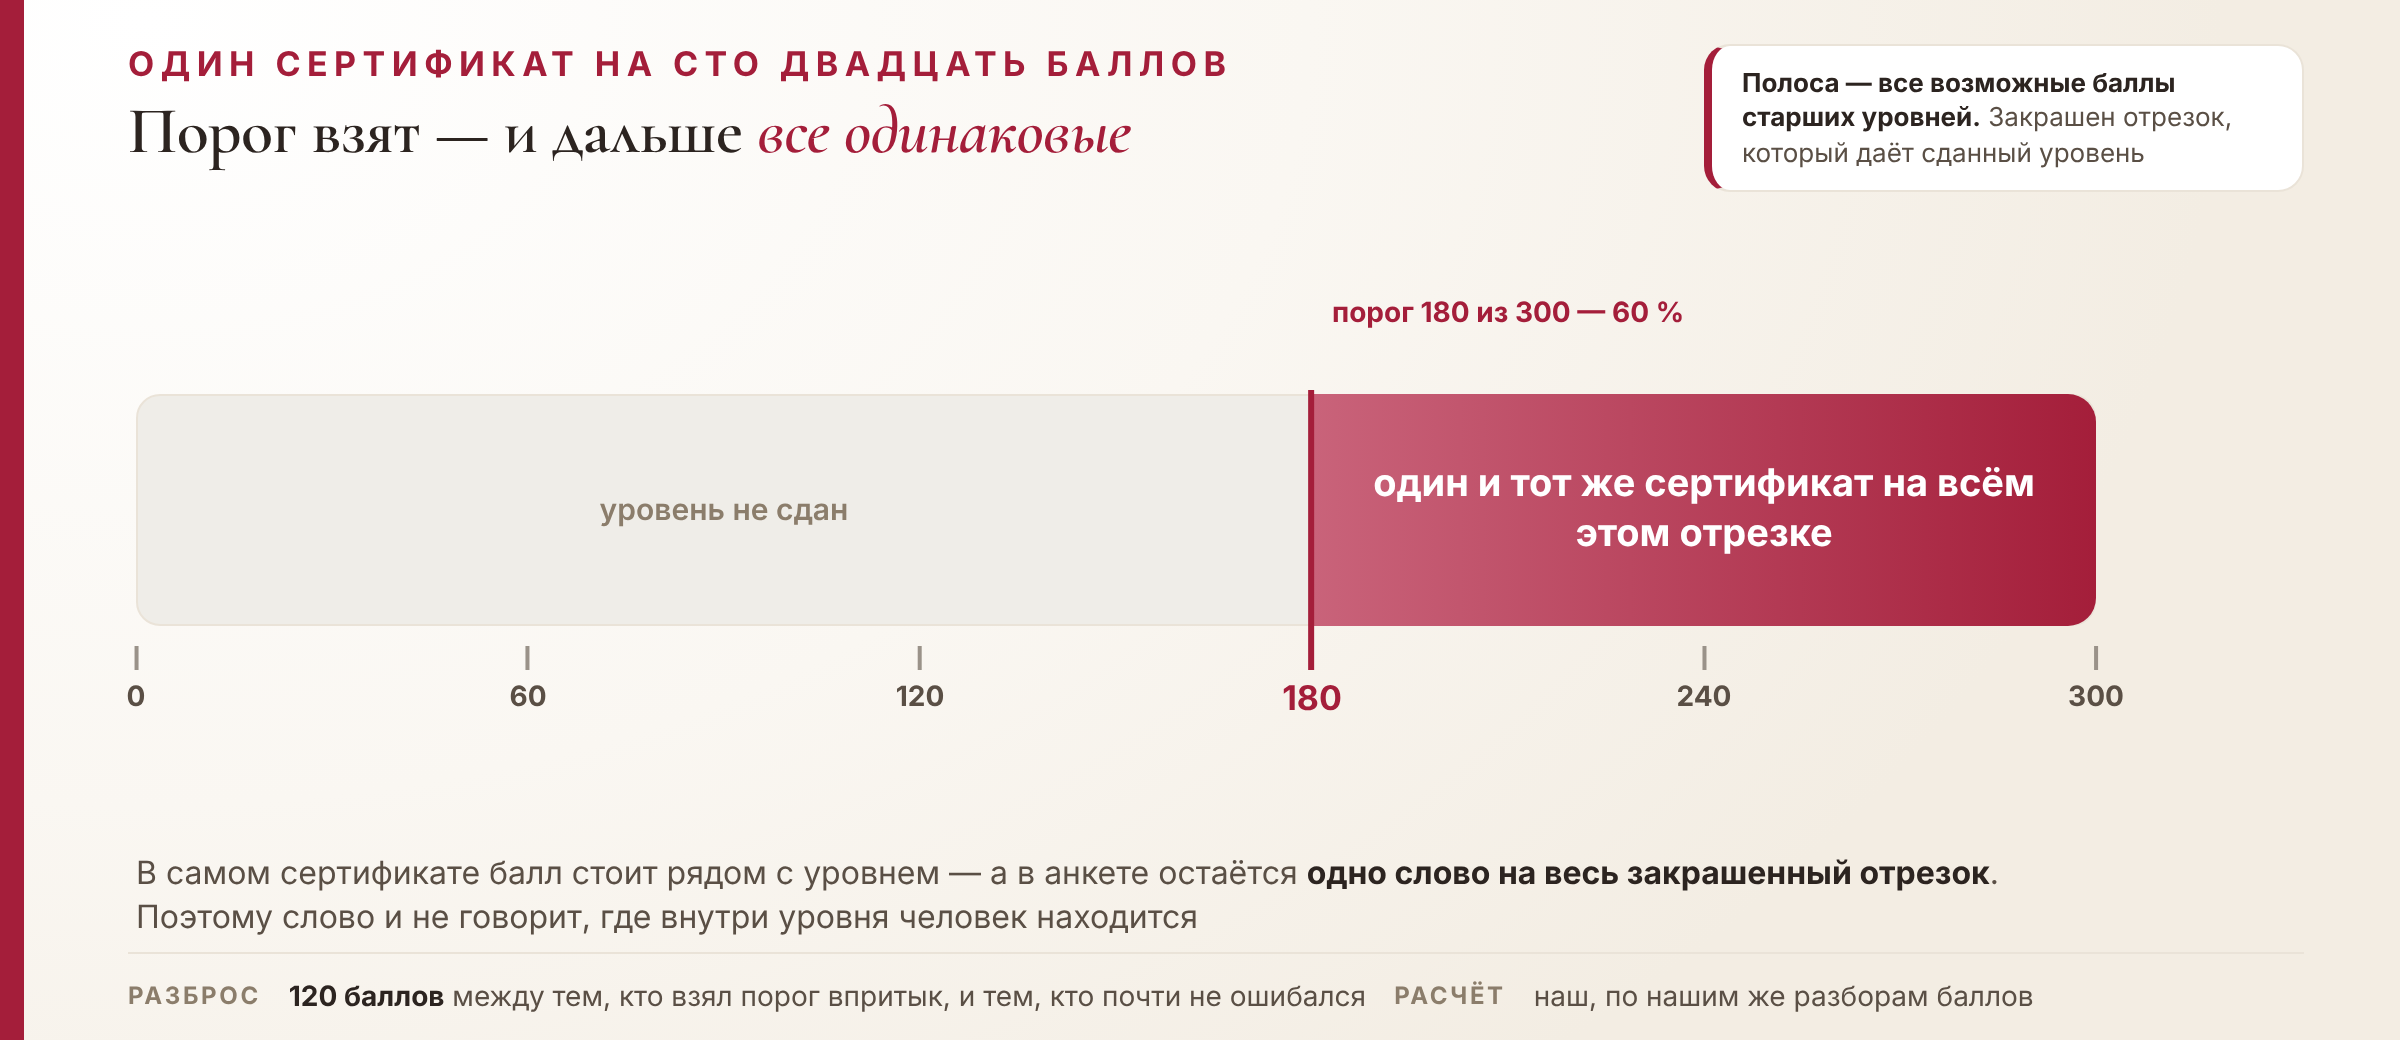 ОДИН СЕРТИФИКАТ НА СТО ДВАДЦАТЬ БАЛЛОВ
Порог взят — и дальше все одинаковые
Полоса — все возможные баллы
старших уровней. Закрашен отрезок,
который даёт сданный уровень
порог 180 из 300 — 60 %
уровень не сдан
один и тот же сертификат на всём
этом отрезке
0 60 120 180 240 300
В самом сертификате балл стоит рядом с уровнем — а в анкете остаётся одно слово на весь закрашенный отрезок.
Поэтому слово и не говорит, где внутри уровня человек находится
РАЗБРОС 120 баллов между тем, кто взял порог впритык, и тем, кто почти не ошибался РАСЧЁТ наш, по нашим же разборам баллов